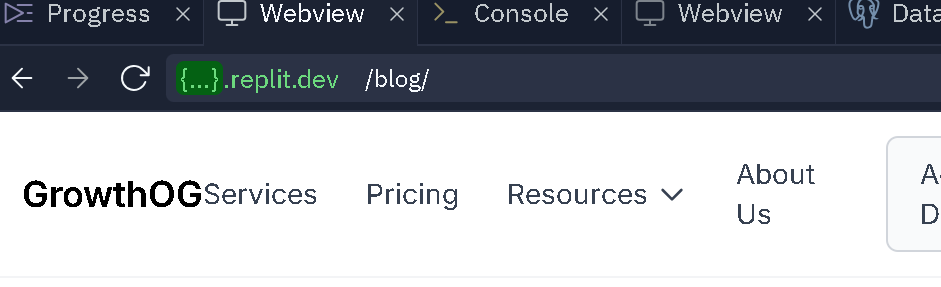 Progress
Webview
Console
Webview
Data
{...}.replit.dev /blog/
GrowthOG
Services
Pricing
Resources
About
Us